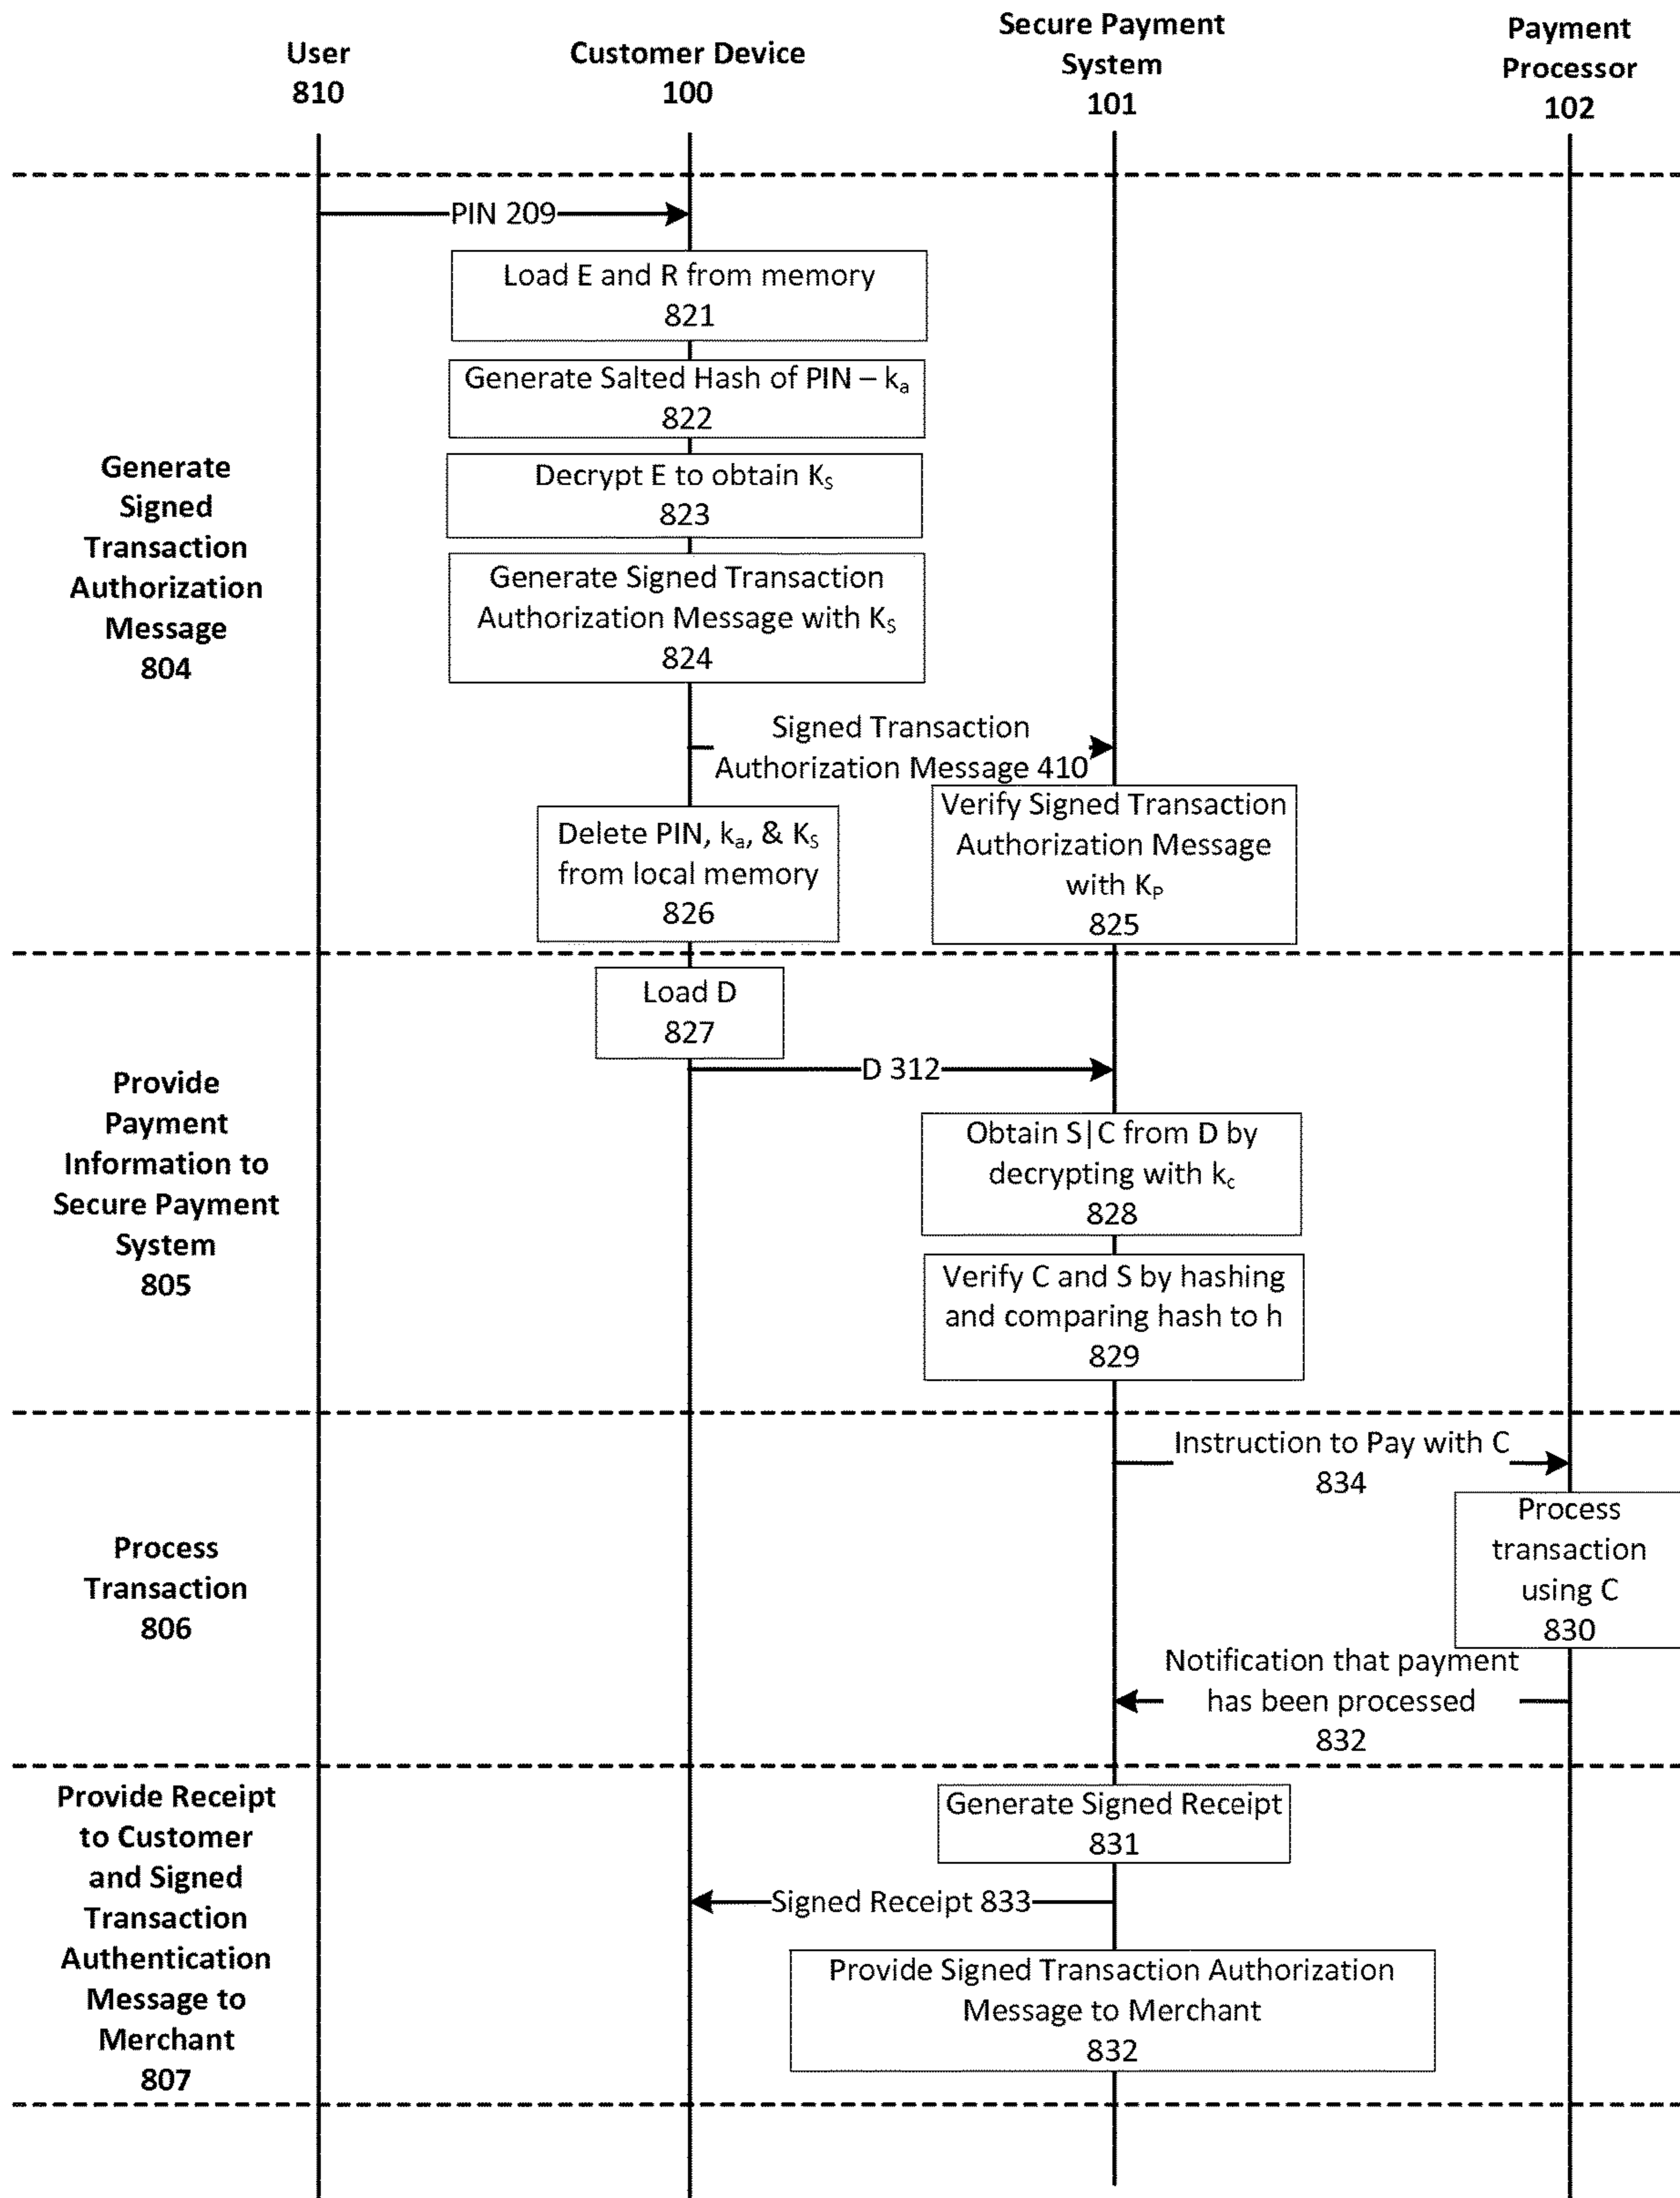 User
810
Customer Device
100
Secure Payment
System
101
Payment
Processor
102
Generate
Signed
Transaction
Authorization
Message
804
PIN 209
Load E and R from memory
821
Generate Salted Hash of PIN – kₐ
822
Decrypt E to obtain Kₛ
823
Generate Signed Transaction
Authorization Message with Kₛ
824
Signed Transaction
Authorization Message 410
Delete PIN, kₐ, & Kₛ
from local memory
826
Verify Signed Transaction
Authorization Message
with Kₚ
825
Provide
Payment
Information to
Secure Payment
System
805
Load D
827
D 312
Obtain S|C from D by
decrypting with k꜀
828
Verify C and S by hashing
and comparing hash to h
829
Process
Transaction
806
Instruction to Pay with C
834
Process
transaction
using C
830
Notification that payment
has been processed
832
Provide Receipt
to Customer
and Signed
Transaction
Authentication
Message to
Merchant
807
Generate Signed Receipt
831
Signed Receipt 833
Provide Signed Transaction Authorization
Message to Merchant
832